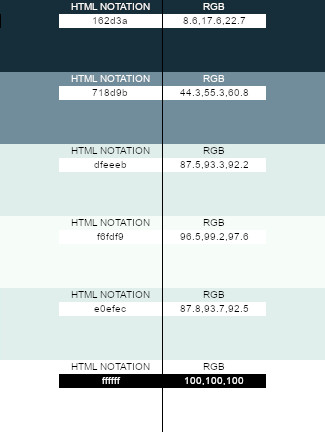 HTML NOTATION RGB
162d3a 8.6,17.6,22.7
HTML NOTATION RGB
718d9b 44.3,55.3,60.8
HTML NOTATION RGB
dfeeeb 87.5,93.3,92.2
HTML NOTATION RGB
f6fdf9 96.5,99.2,97.6
HTML NOTATION RGB
e0efec 87.8,93.7,92.5
HTML NOTATION RGB
ffffff 100,100,100